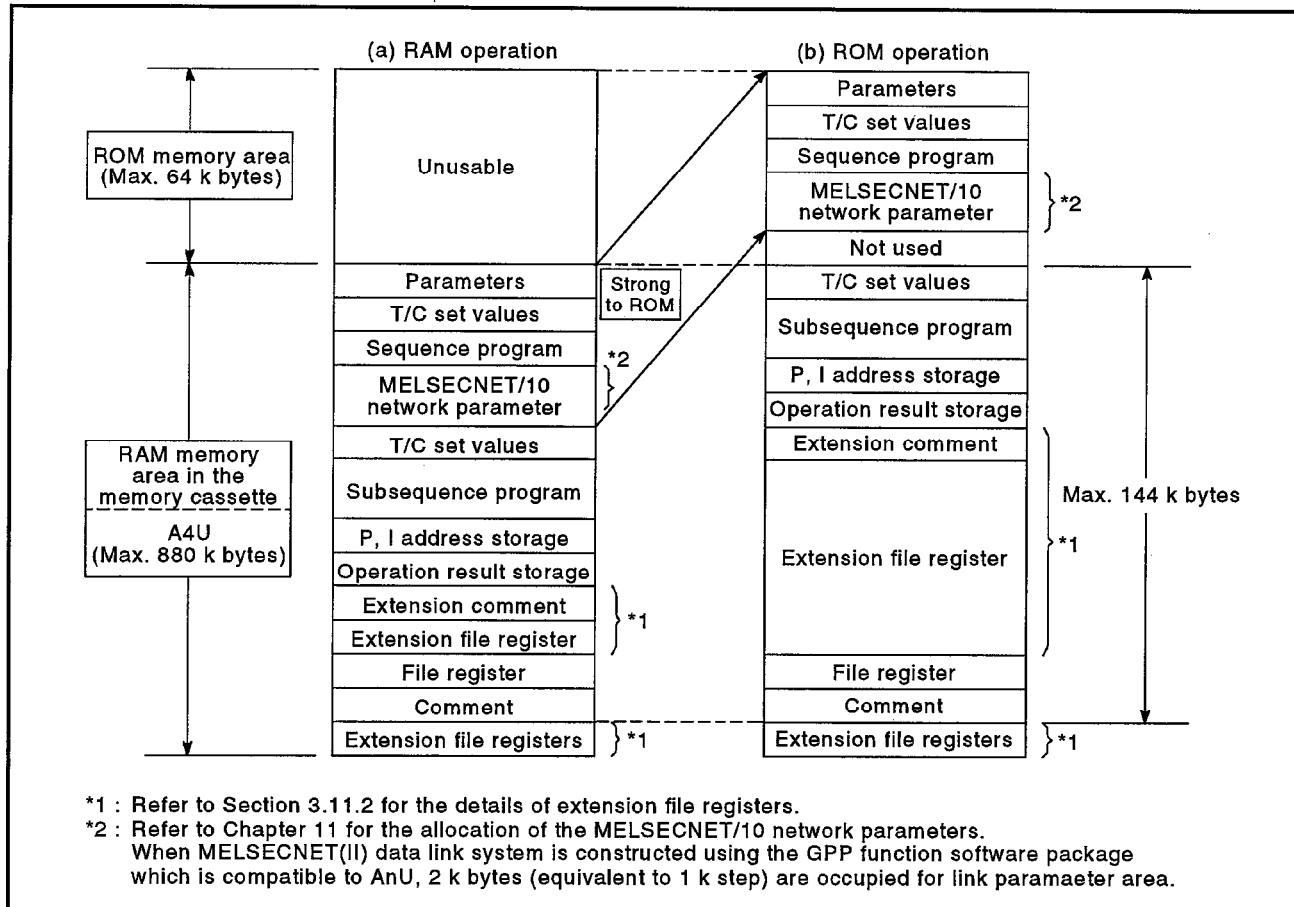 (a) RAM operation
(b) ROM operation
ROM memory area
(Max. 64 k bytes)
RAM memory
area in the
memory cassette
A4U
(Max. 880 k bytes)
Unusable
Parameters
T/C set values
Sequence program
*2
MELSECNET/10
network parameter
T/C set values
Subsequence program
P, I address storage
Operation result storage
Extension comment
*1
Extension file register
File register
Comment
Extension file registers
*1
Strong
to ROM
Parameters
T/C set values
Sequence program
MELSECNET/10
network parameter
*2
Not used
T/C set values
Subsequence program
P, I address storage
Operation result storage
Extension comment
Extension file register
*1
File register
Comment
Extension file registers
*1
Max. 144 k bytes
*1 : Refer to Section 3.11.2 for the details of extension file registers.
*2 : Refer to Chapter 11 for the allocation of the MELSECNET/10 network parameters.
When MELSECNET(II) data link system is constructed using the GPP function software package
which is compatible to AnU, 2 k bytes (equivalent to 1 k step) are occupied for link paramaeter area.